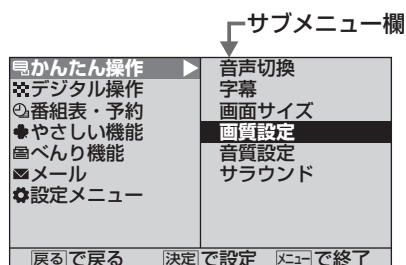 サブメニュー欄
かんたん操作
デジタル操作
番組表・予約
やさしい機能
べんり機能
メール
設定メニュー
音声切換
字幕
画面サイズ
画質設定
音質設定
サラウンド
戻るで戻る 決定で設定 メニューで終了